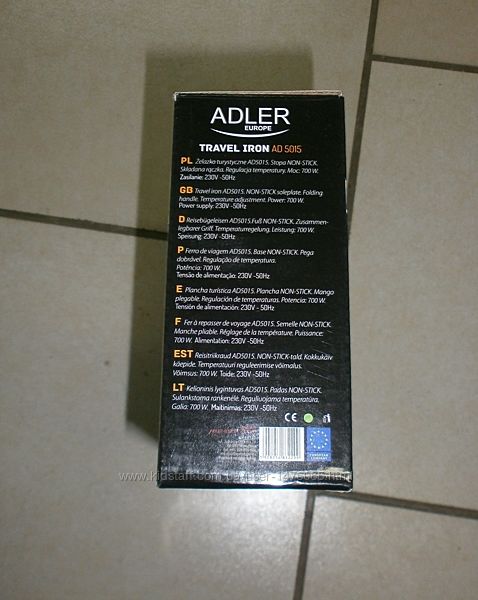 ADLER
EUROPE
TRAVEL IRON AD 5015
PL Żelazko turystyczne AD5015. Stopa NON-STICK.
Składana rączka. Regulacja temperatury. Moc: 700 W.
Zasilanie: 230V -50Hz
GB Travel iron AD5015. NON-STICK soleplate. Folding
handle. Temperature adjustment. Power: 700 W.
Power supply: 230V -50Hz
D Reisebügeleisen AD5015.Fuß NON-STICK. Zusammen-
legbarer Griff. Temperaturregelung. Leistung: 700 W.
Speisung: 230V -50Hz
P Ferro de viagem AD5015. Base NON-STICK. Pega
dobrável. Regulação de temperatura.
Potência: 700 W.
Tensão de alimentação: 230V -50Hz
E Plancha turística AD5015. Plancha NON-STICK. Mango
plegable. Regulación de temperaturas. Potencia: 700 W.
Tensión de alimentación: 230V - 50Hz
F Fer à repasser de voyage AD5015. Semelle NON-STICK.
Manche pliable. Réglage de la température. Puissance:
700 W. Alimentation: 230V -50Hz
EST Reisitriikraud AD5015. NON-STICK-tald. Kokkukäiv
käepide. Temperatuuri reguleerimise võimalus.
Võimsus: 700 W. Toide: 230V -50Hz
LT Kelioninis lygintuvas AD5015. Padas NON-STICK.
Sulankstoma rankenėlė. Reguliuojama temperatūra.
Galia: 700 W. Maitinimas: 230V -50Hz
CE
EUROPEAN
COMPANY